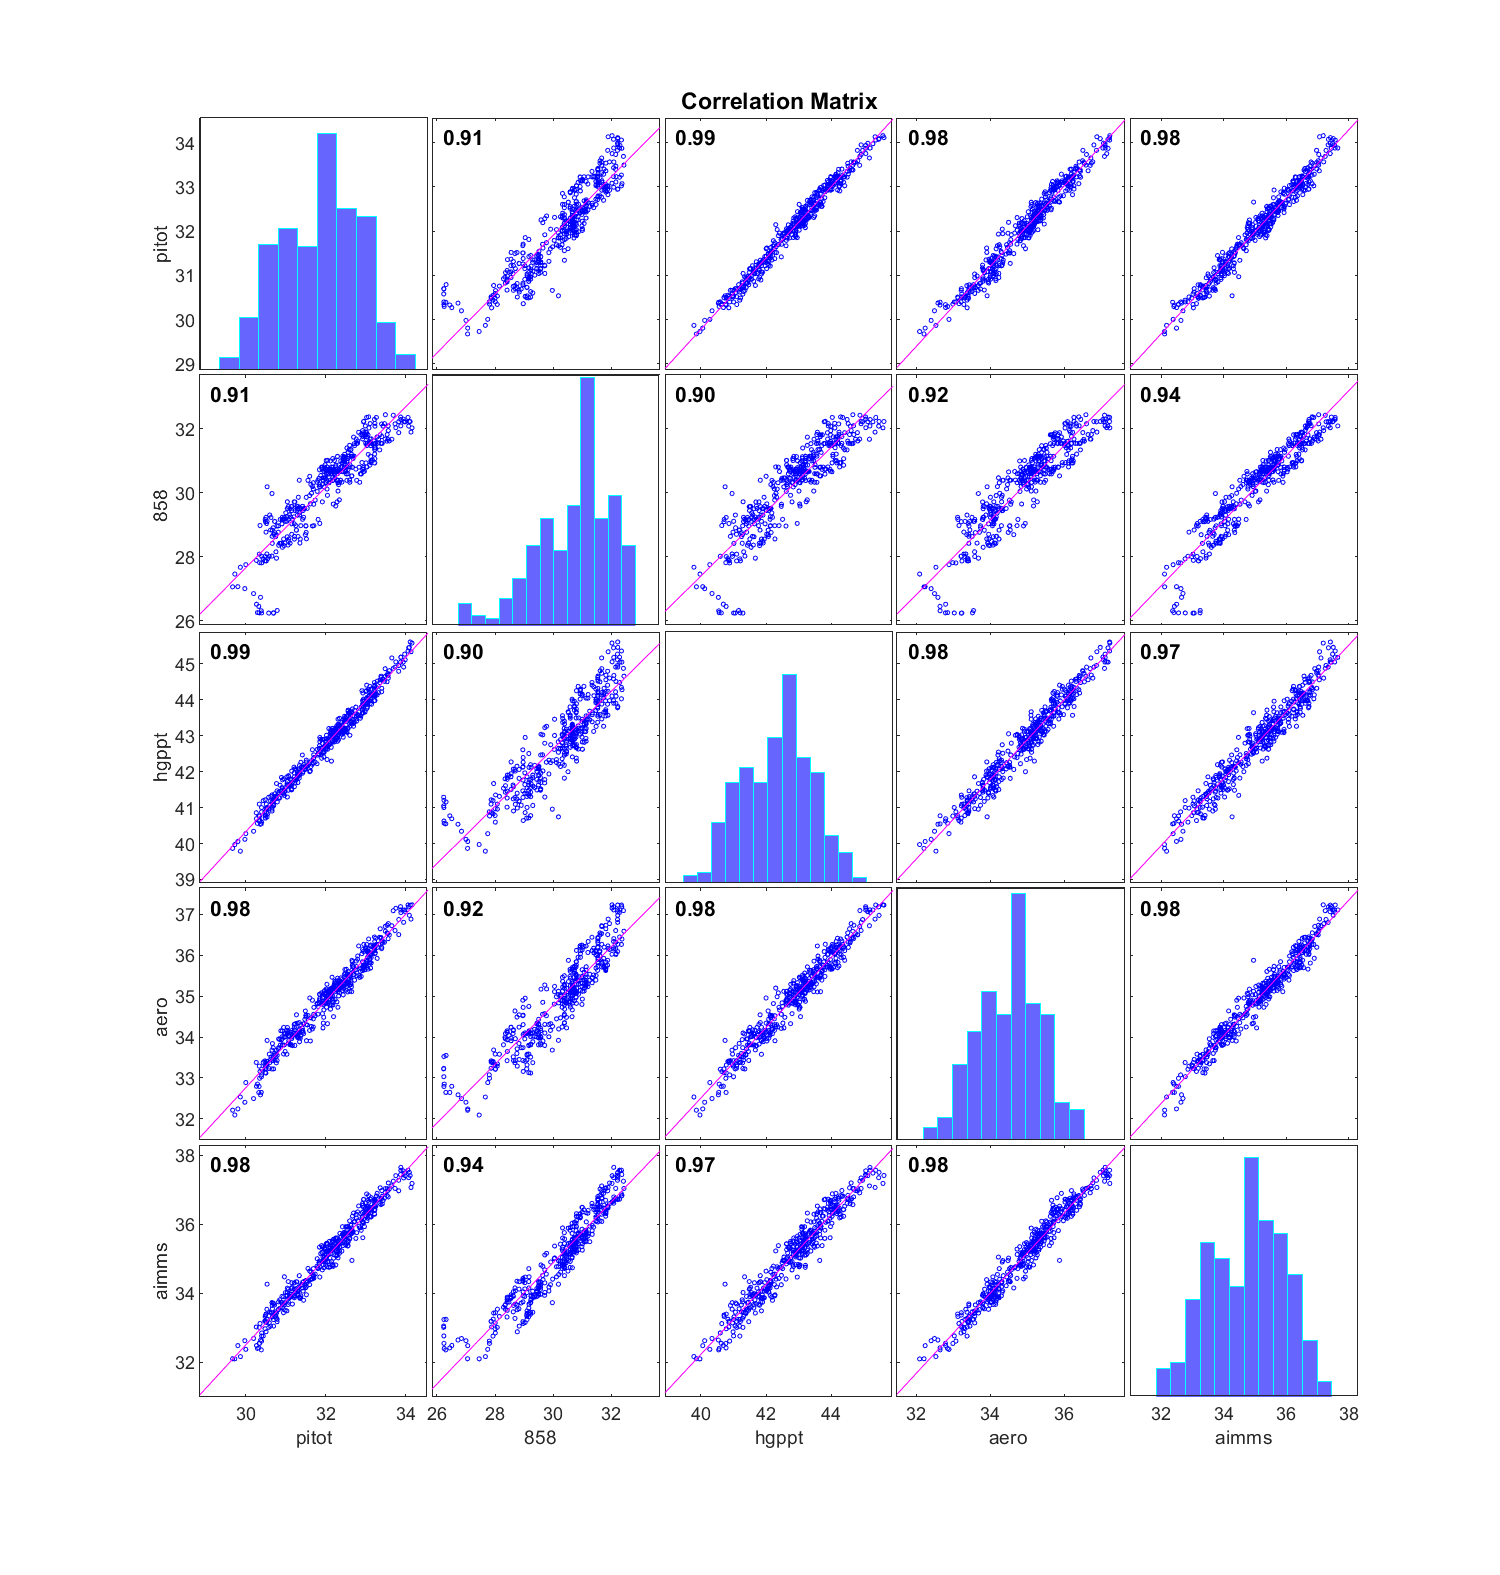 Correlation Matrix
0.91 0.99 0.98 0.98
34
33
32
31
30
29
pitot
0.91 0.90 0.92 0.94
32
30
28
26
858
0.99 0.90 0.98 0.97
45
44
43
42
41
40
39
hgppt
0.98 0.92 0.98 0.98
37
36
35
34
33
32
aero
0.98 0.94 0.97 0.98
38
36
34
32
aimms
30 32 34 26 28 30 32 40 42 44 32 34 36 32 34 36 38
pitot 858 hgppt aero aimms